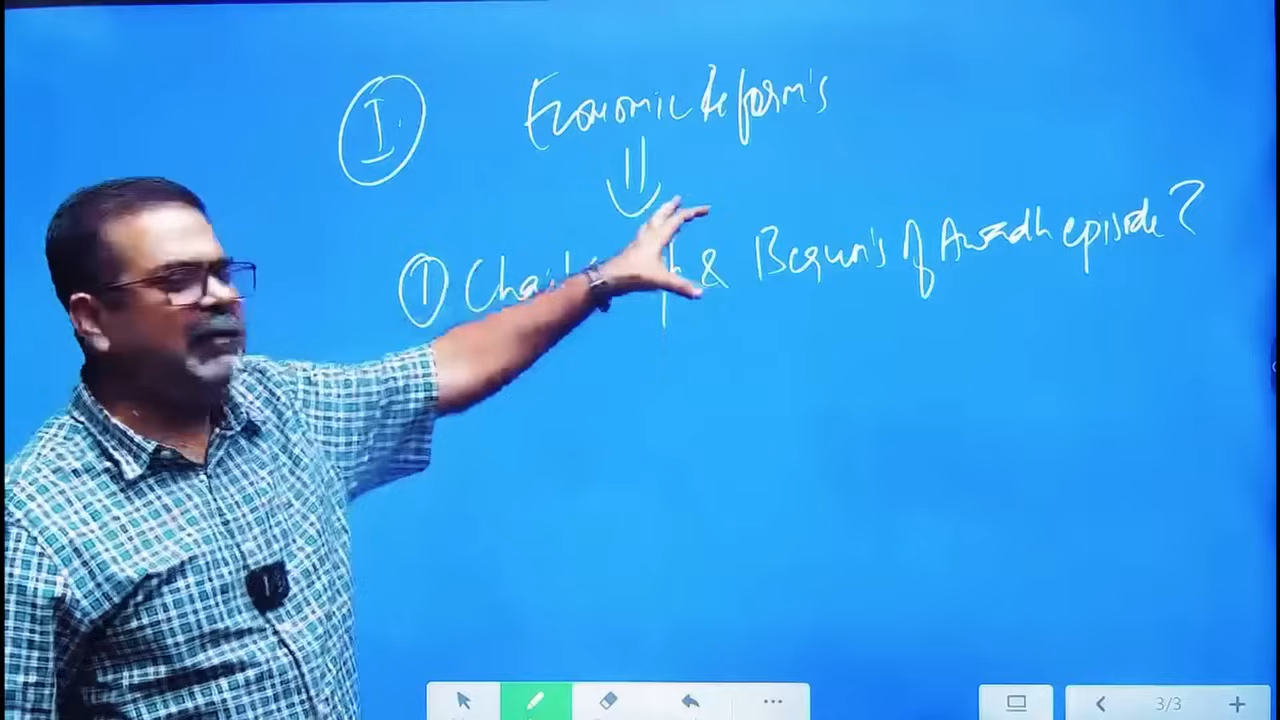 I.
Economic Reform's
① & Begum's of Awadh episode?
3/3